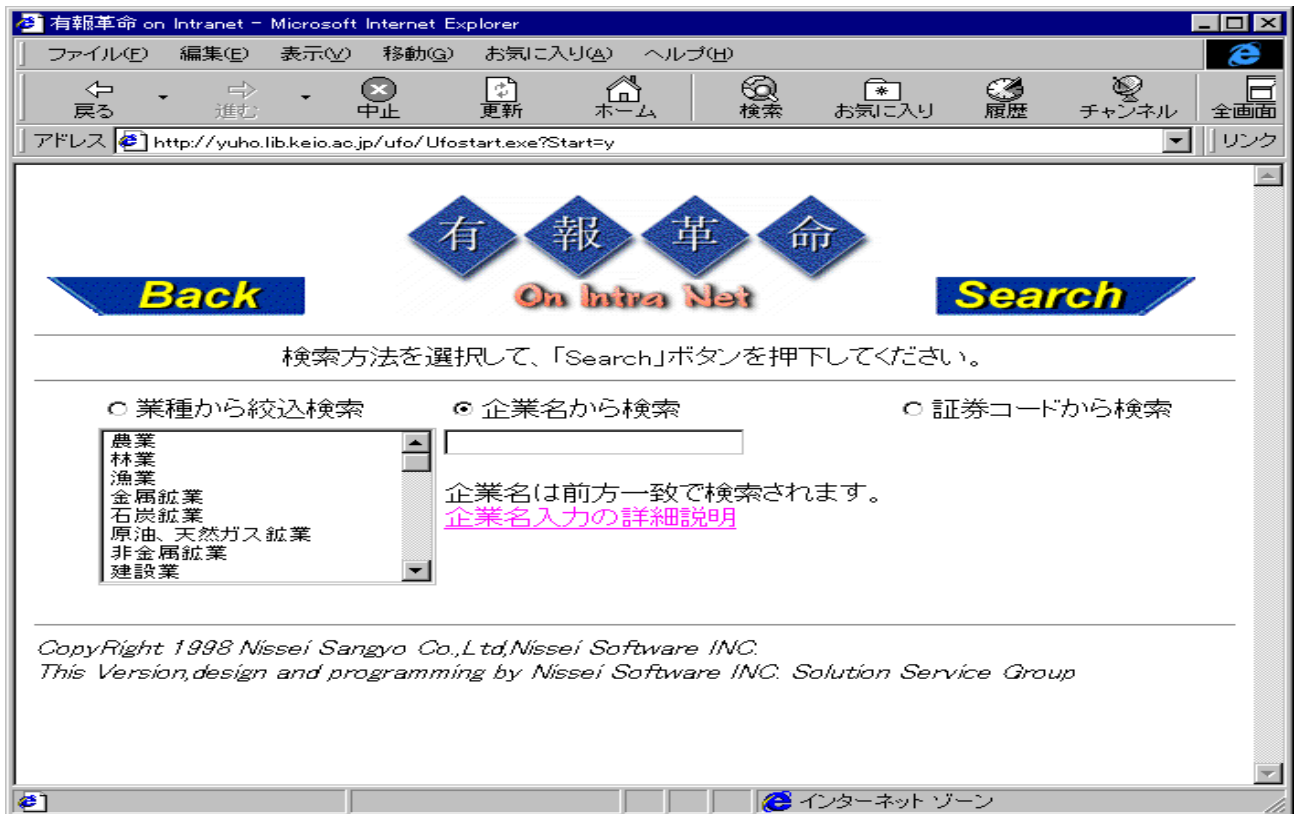 有報革命 on Intranet - Microsoft Internet Explorer
ファイル(F) 編集(E) 表示(V) 移動(G) お気に入り(A) ヘルプ(H)
戻る 進む 中止 更新 ホーム 検索 お気に入り 履歴 チャンネル 全画面
アドレス http://yuho.lib.keio.ac.jp/ufo/Ufostart.exe?Start=y リンク
有報革命
Back On Intra Net Search
検索方法を選択して、「Search」ボタンを押下してください。
業種から絞込検索 企業名から検索 証券コードから検索
農業
林業
漁業
金属鉱業
石炭鉱業
原油、天然ガス鉱業
非金属鉱業
建設業
企業名は前方一致で検索されます。
企業名入力の詳細説明
CopyRight 1998 Nissei Sangyo Co.,Ltd,Nissei Software INC.
This Version,design and programming by Nissei Software INC. Solution Service Group
インターネット ゾーン